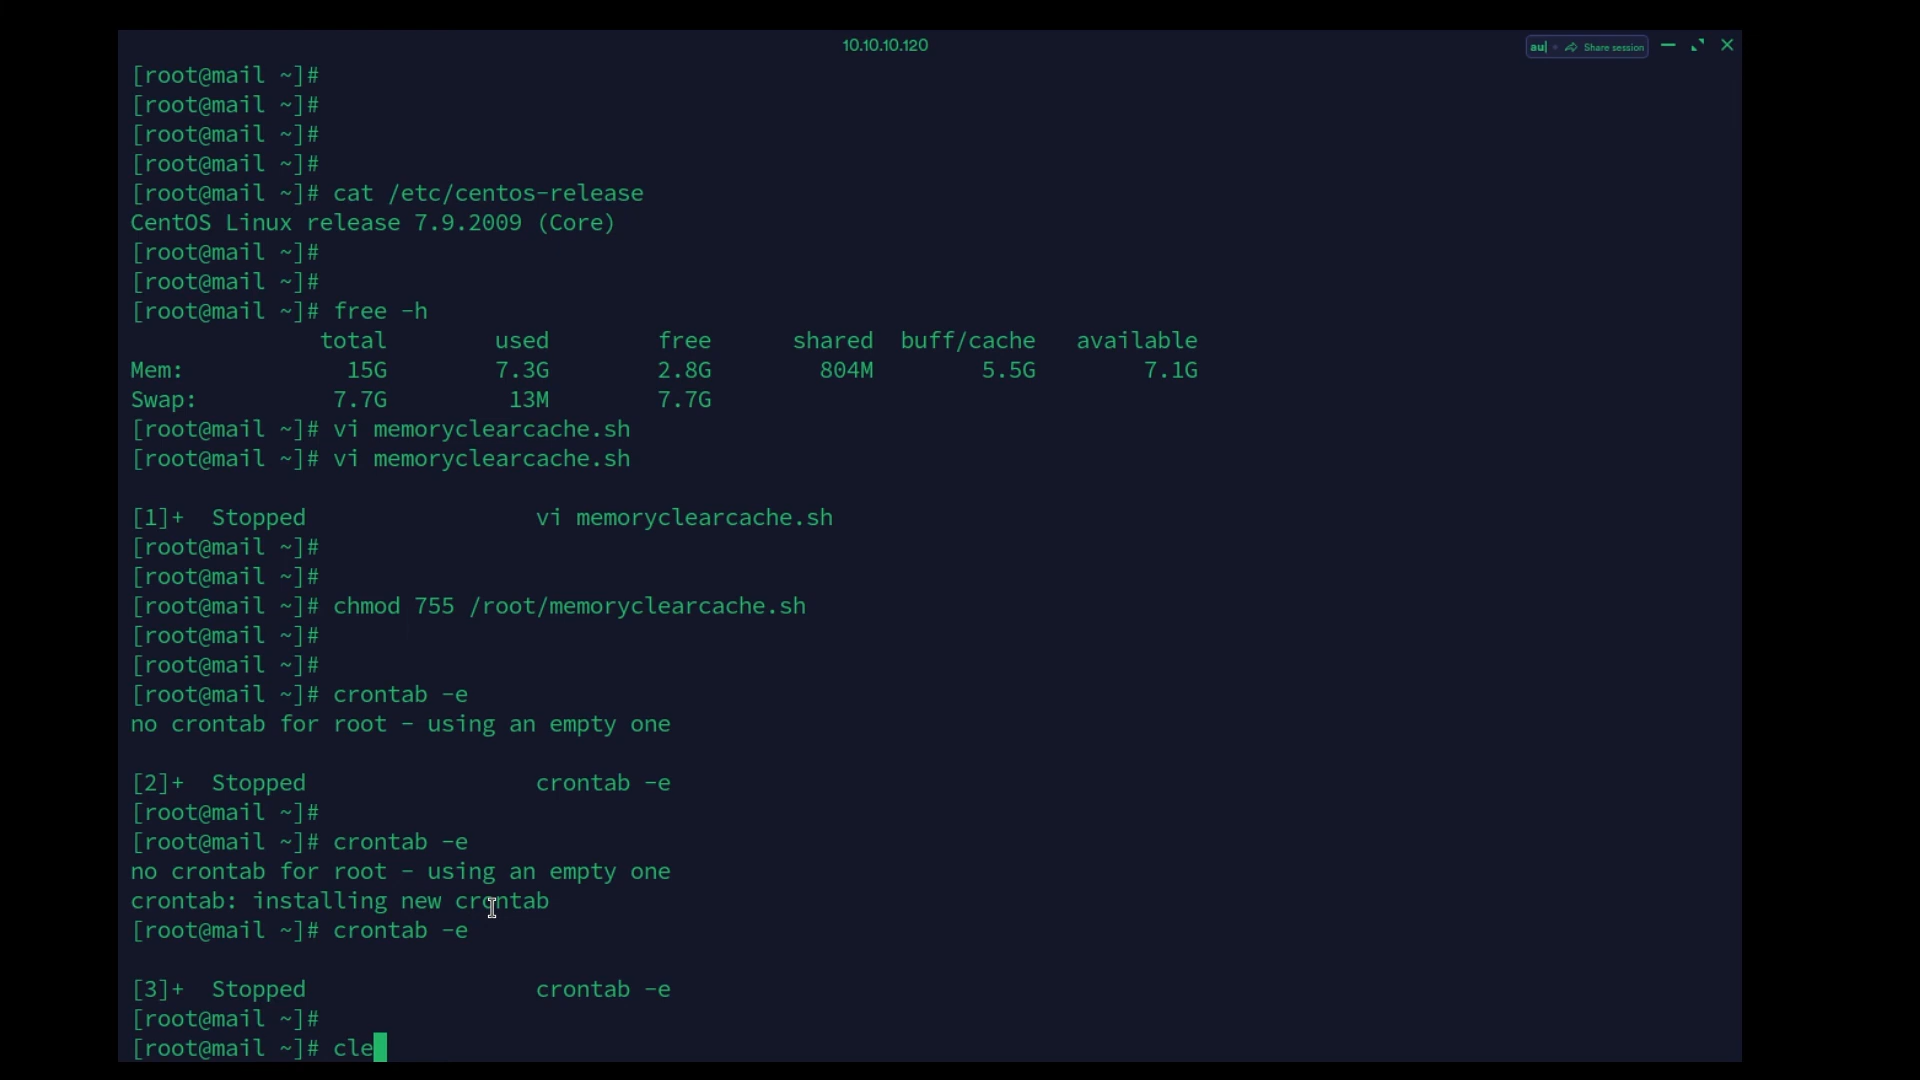 10.10.10.120
au| Share session
[root@mail ~]#
[root@mail ~]#
[root@mail ~]#
[root@mail ~]#
[root@mail ~]# cat /etc/centos-release
CentOS Linux release 7.9.2009 (Core)
[root@mail ~]#
[root@mail ~]#
[root@mail ~]# free -h
              total        used        free      shared  buff/cache   available
Mem:            15G        7.3G        2.8G        804M        5.5G        7.1G
Swap:          7.7G         13M        7.7G
[root@mail ~]# vi memoryclearcache.sh
[root@mail ~]# vi memoryclearcache.sh
[1]+  Stopped                 vi memoryclearcache.sh
[root@mail ~]#
[root@mail ~]#
[root@mail ~]# chmod 755 /root/memoryclearcache.sh
[root@mail ~]#
[root@mail ~]#
[root@mail ~]# crontab -e
no crontab for root - using an empty one
[2]+  Stopped                 crontab -e
[root@mail ~]#
[root@mail ~]# crontab -e
no crontab for root - using an empty one
crontab: installing new crontab
[root@mail ~]# crontab -e
[3]+  Stopped                 crontab -e
[root@mail ~]#
[root@mail ~]# cle